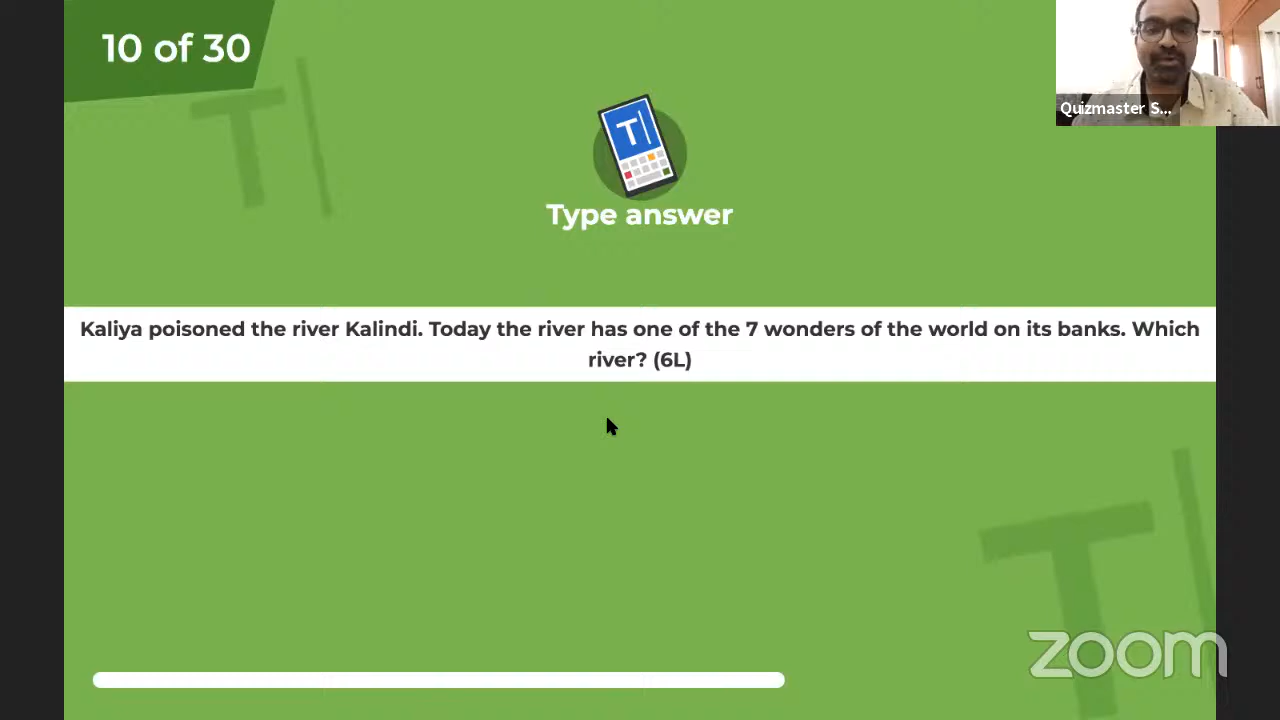 10 of 30
Quizmaster S...
T
Type answer
Kaliya poisoned the river Kalindi. Today the river has one of the 7 wonders of the world on its banks. Which
river? (6L)
zoom